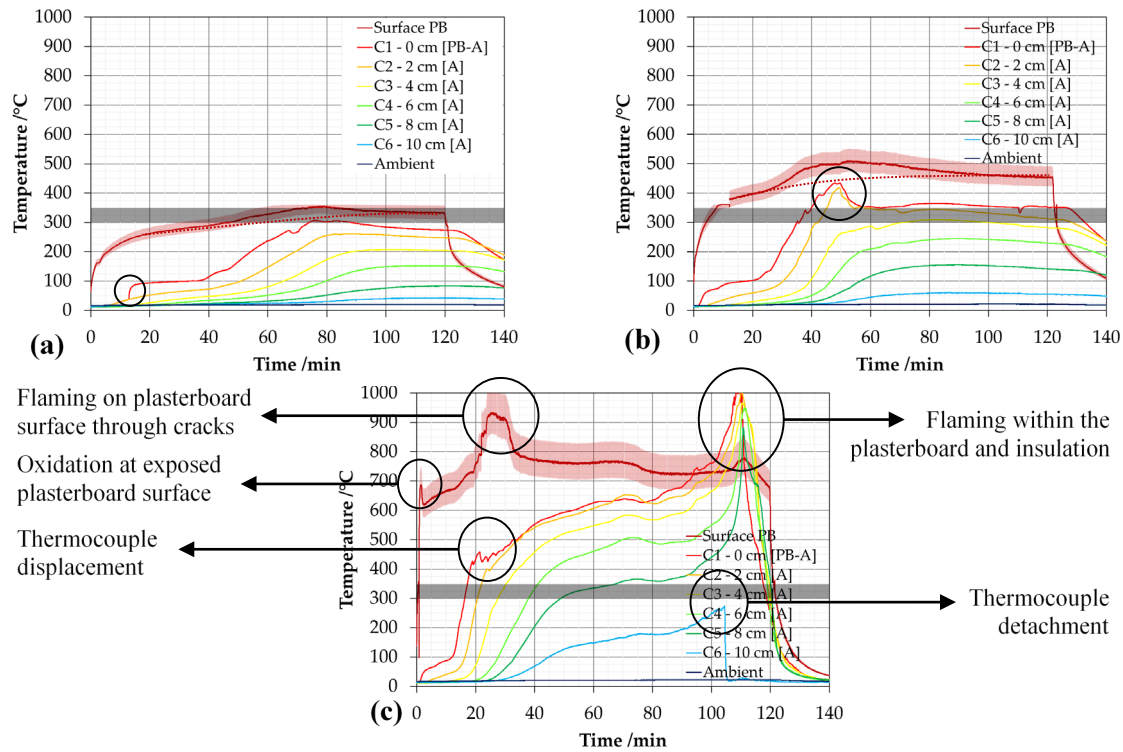 1000
900
800
700
600
500
400
300
200
100
0
Temperature /°C
Surface PB
C1 - 0 cm [PB-A]
C2 - 2 cm [A]
C3 - 4 cm [A]
C4 - 6 cm [A]
C5 - 8 cm [A]
C6 - 10 cm [A]
Ambient
0 20 40 60 80 100 120 140
Time /min
(a)
1000
900
800
700
600
500
400
300
200
100
0
Temperature /°C
Surface PB
C1 - 0 cm [PB-A]
C2 - 2 cm [A]
C3 - 4 cm [A]
C4 - 6 cm [A]
C5 - 8 cm [A]
C6 - 10 cm [A]
Ambient
0 20 40 60 80 100 120 140
Time /min
(b)
Flaming on plasterboard
surface through cracks
Oxidation at exposed
plasterboard surface
Thermocouple
displacement
1000
900
800
700
600
500
400
300
200
100
0
Temperature /°C
Surface PB
C1 - 0 cm [PB-A]
C2 - 2 cm [A]
C3 - 4 cm [A]
C4 - 6 cm [A]
C5 - 8 cm [A]
C6 - 10 cm [A]
Ambient
0 20 40 60 80 100 120 140
Time /min
(c)
Flaming within the
plasterboard and insulation
Thermocouple
detachment